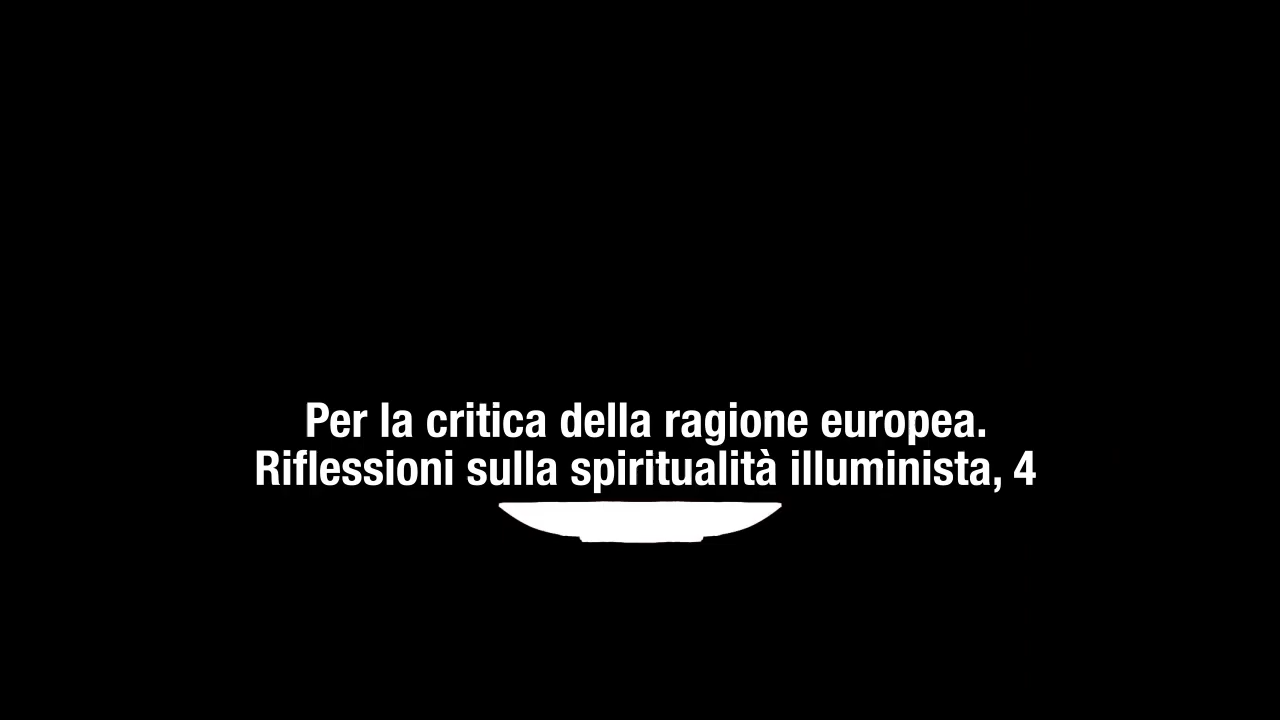 Per la critica della ragione europea.
Riflessioni sulla spiritualità illuminista, 4